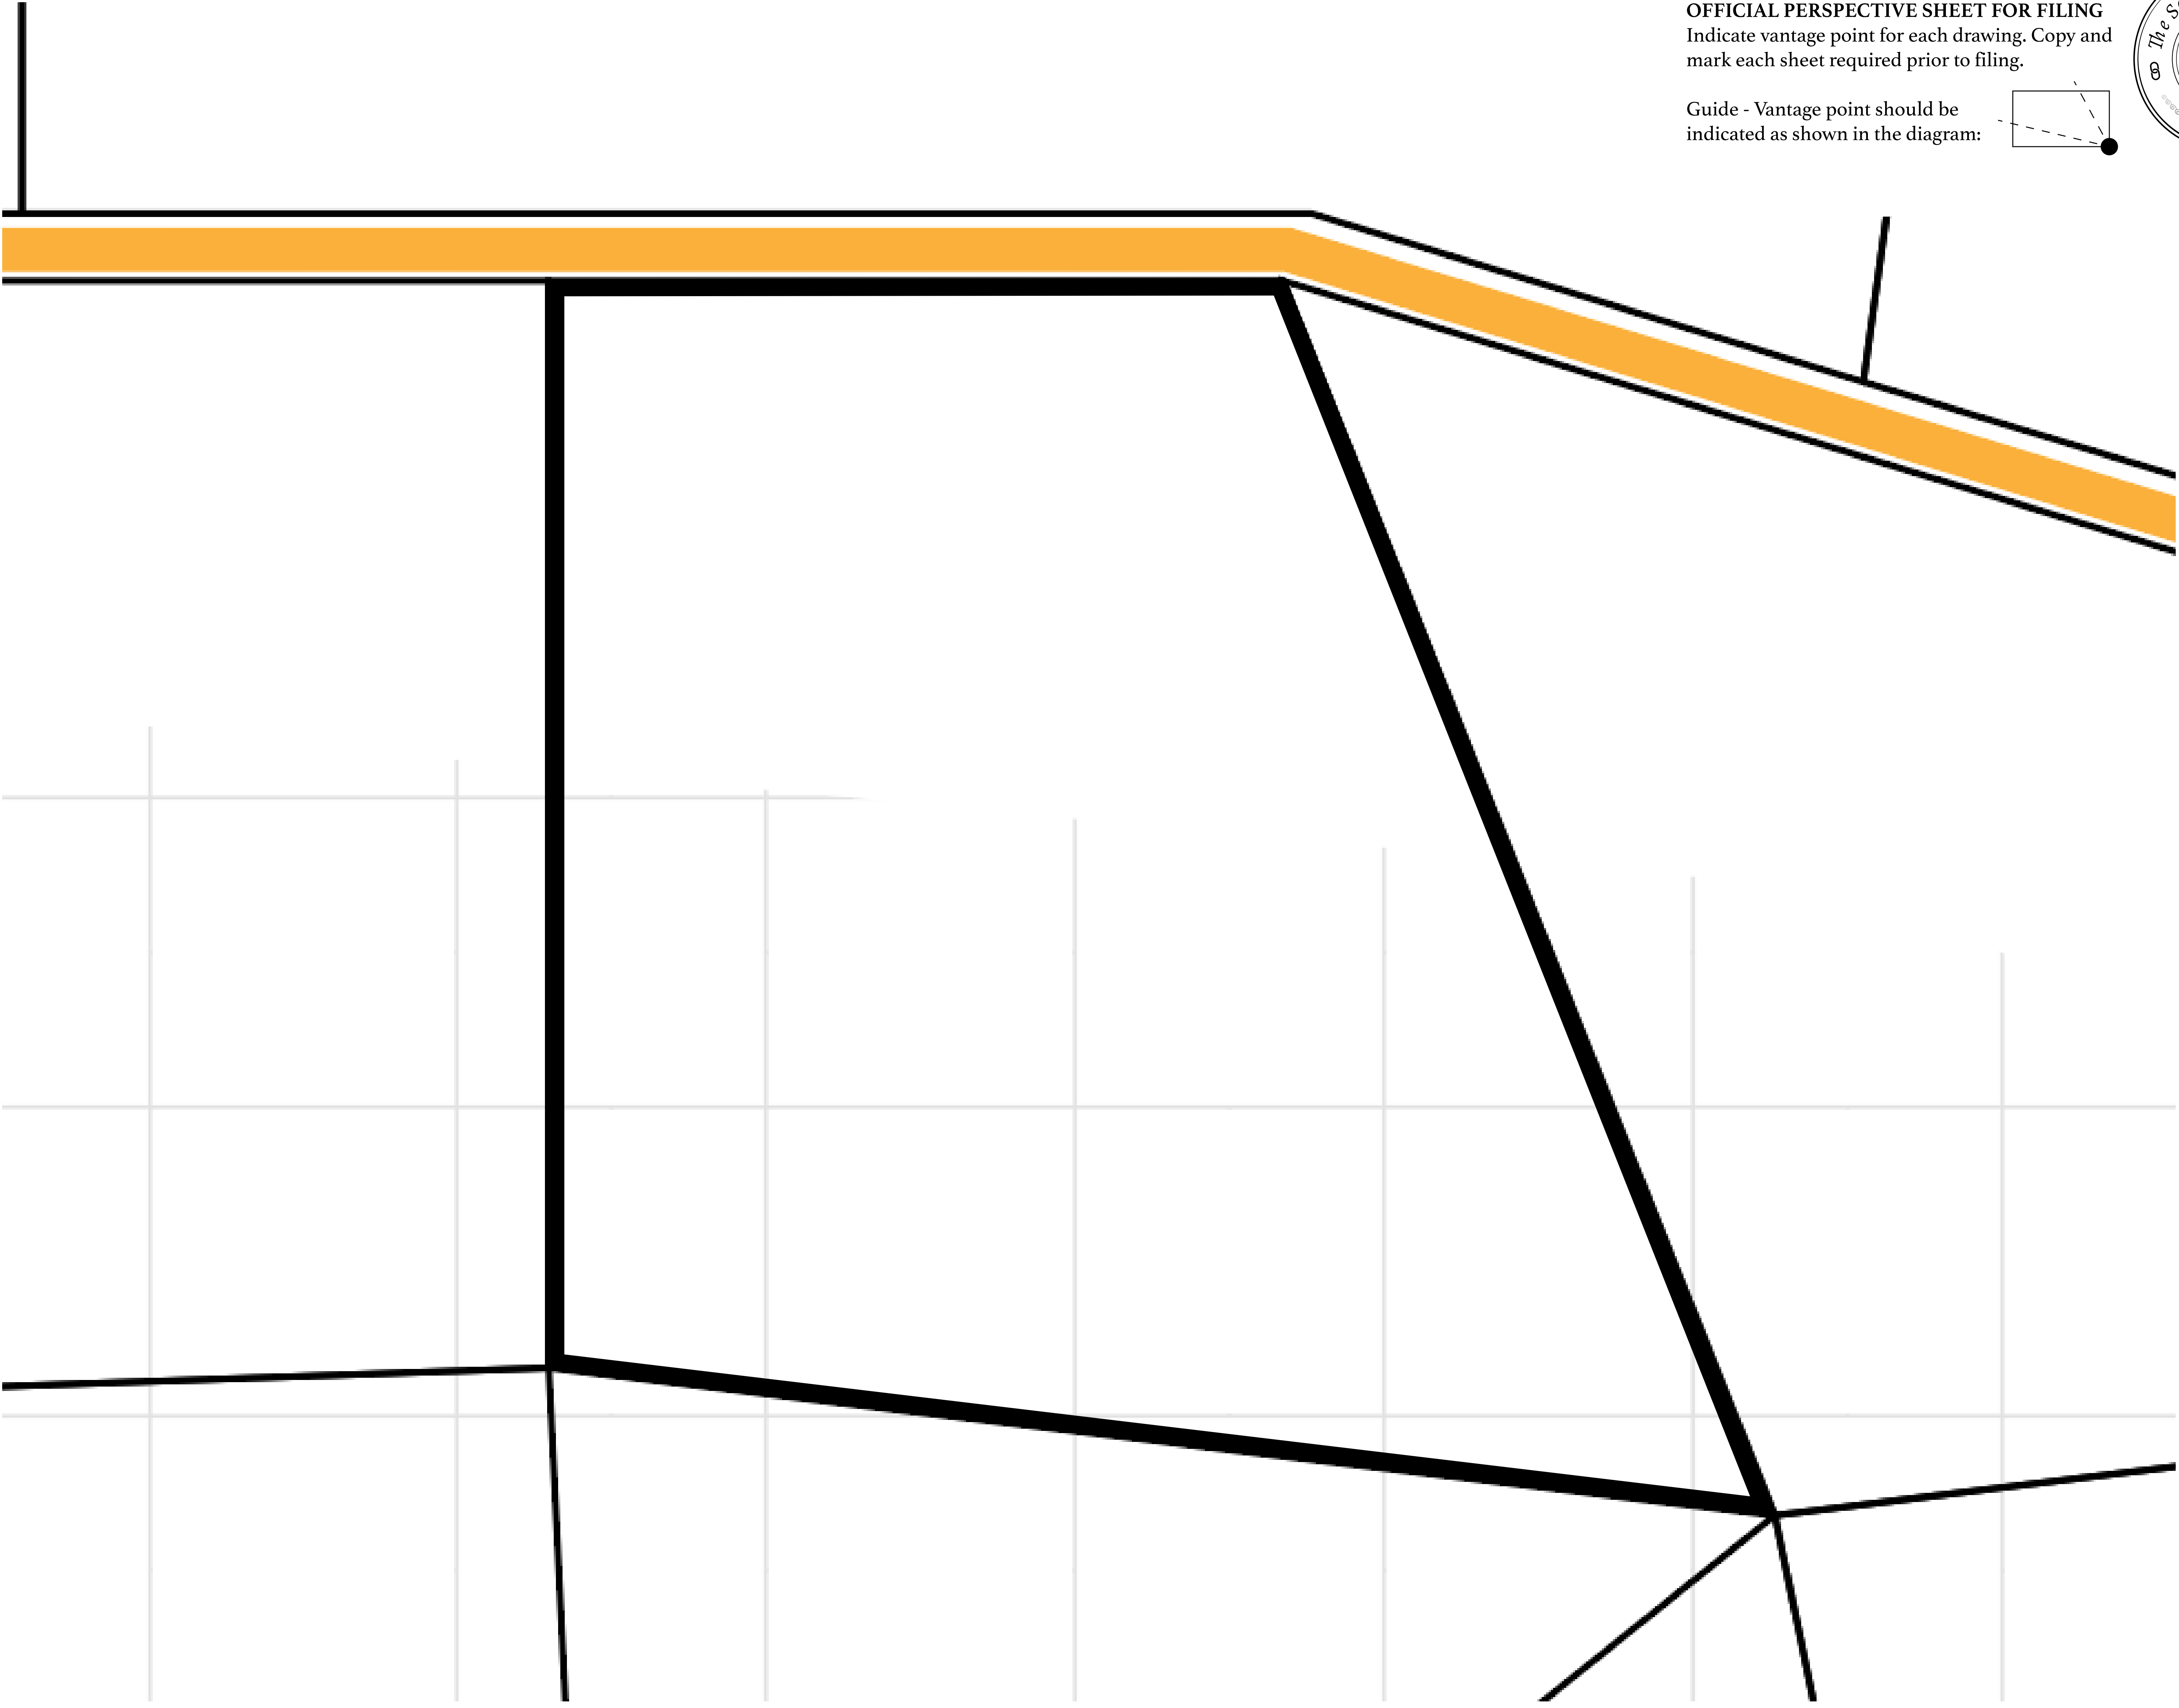 OFFICIAL PERSPECTIVE SHEET FOR FILING
Indicate vantage point for each drawing. Copy and
mark each sheet required prior to filing.
Guide - Vantage point should be
indicated as shown in the diagram:
The